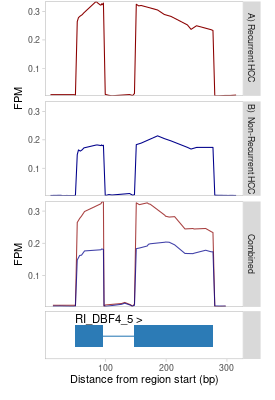 0.3
0.2
0.1
FPM
A) Recurrent HCC
0.3
0.2
0.1
B)  Non-Recurrent HCC
0.3
0.2
0.1
FPM
Combined
RI_DBF4_5 >
0
100
200
300
Distance from region start (bp)